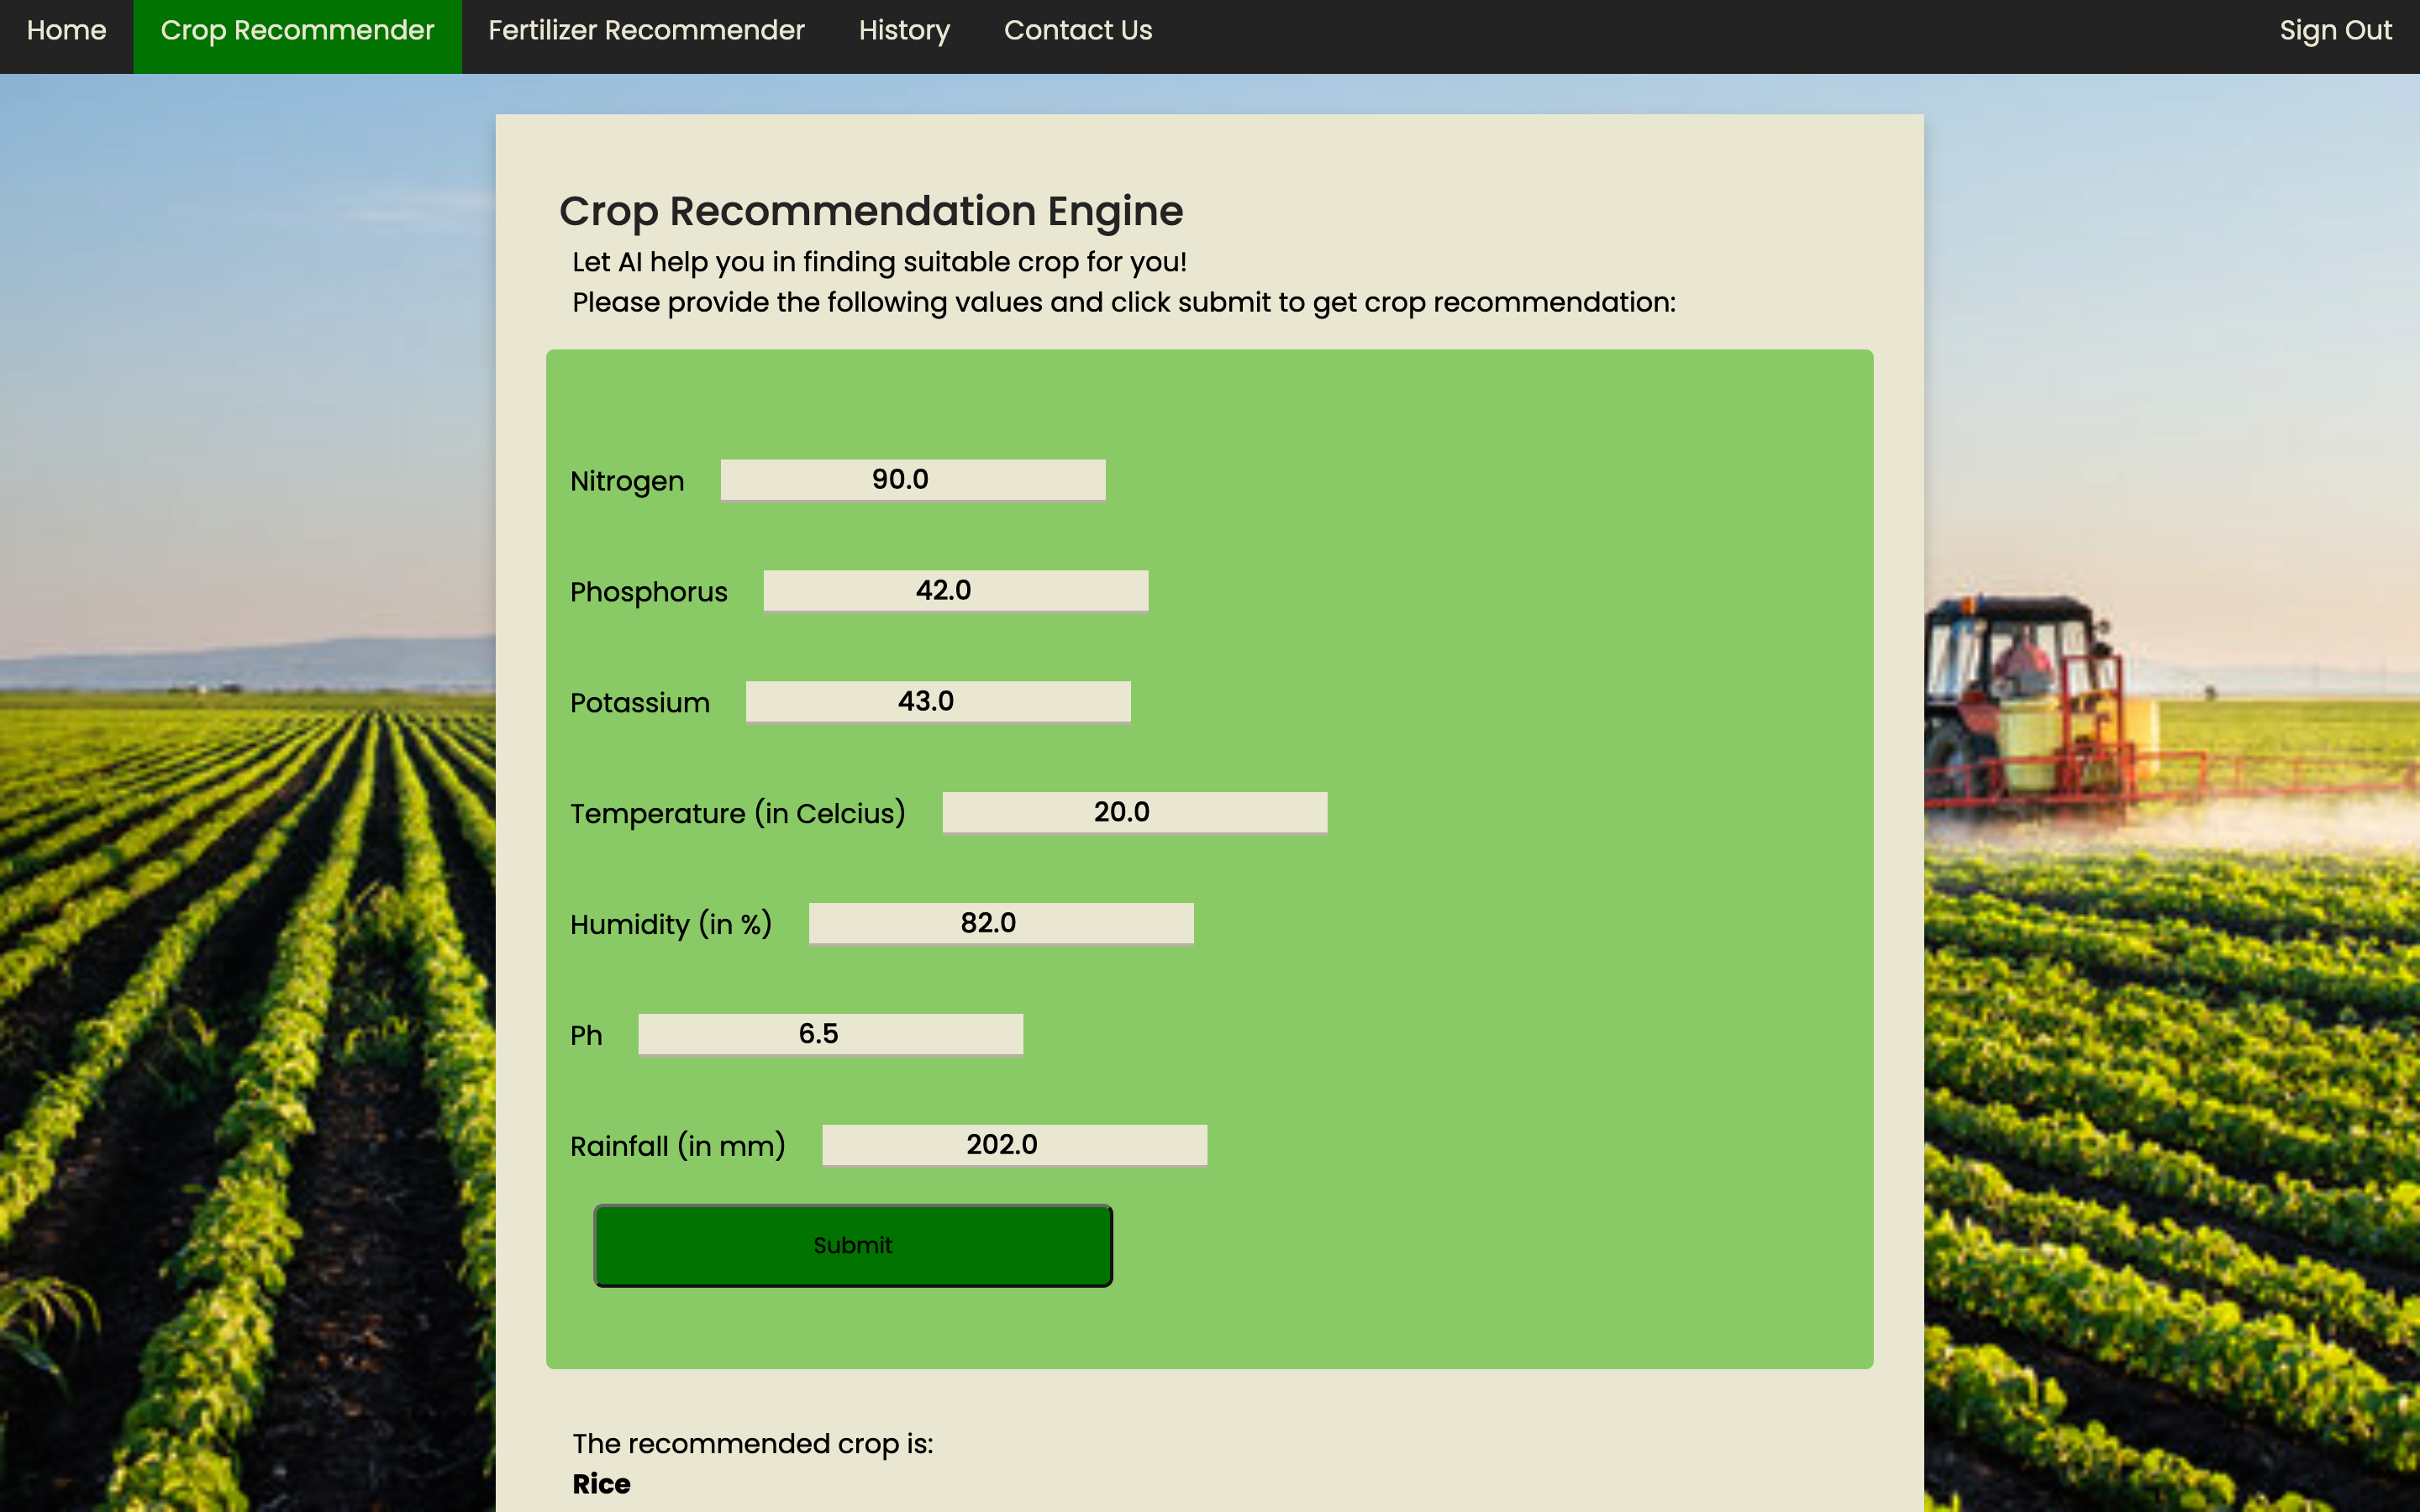 Home Crop Recommender Fertilizer Recommender History Contact Us Sign Out
Crop Recommendation Engine
Let AI help you in finding suitable crop for you!
Please provide the following values and click submit to get crop recommendation:
Nitrogen 90.0
Phosphorus 42.0
Potassium 43.0
Temperature (in Celcius) 20.0
Humidity (in %) 82.0
Ph 6.5
Rainfall (in mm) 202.0
Submit
The recommended crop is:
Rice